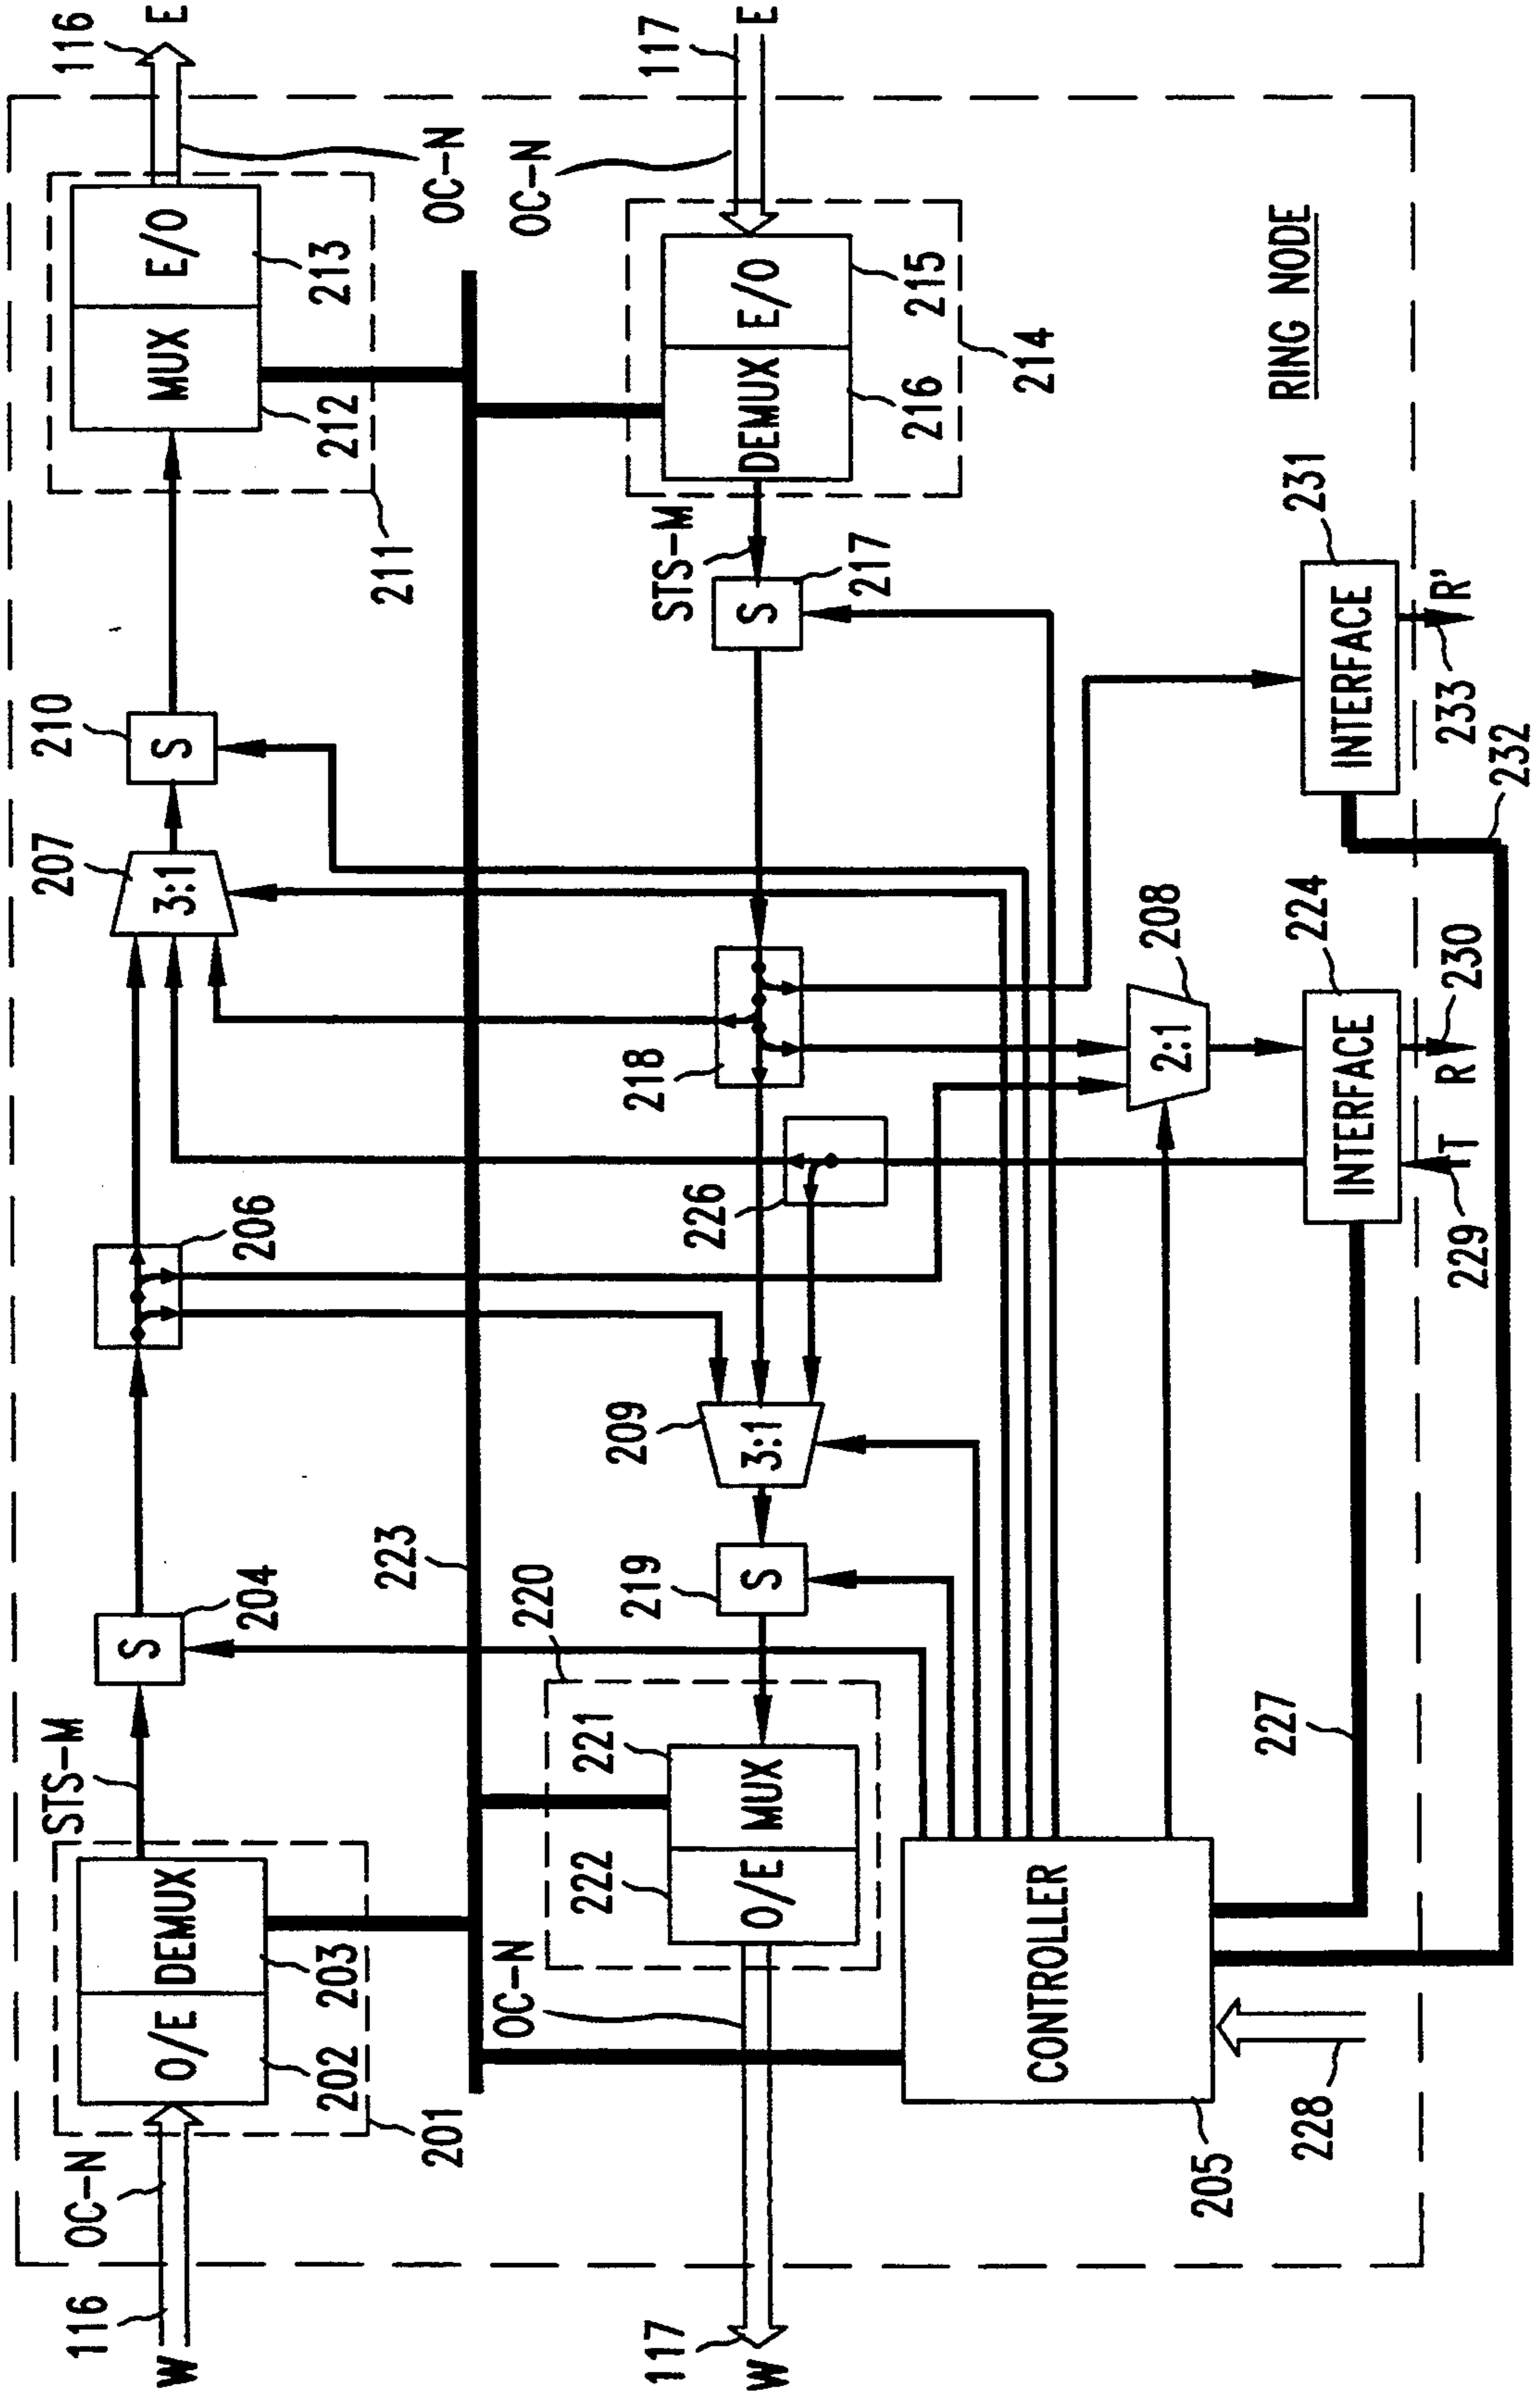 116
W
OC-N
201
O/E
DEMUX
202
203
STS-M
S
204
206
207
3:1
210
S
211
MUX
E/O
212
213
116
E
OC-N
223
117
W
OC-N
220
222
221
O/E
MUX
219
S
209
3:1
226
218
STS-M
S
217
DEMUX
E/O
216
215
214
OC-N
117
E
205
CONTROLLER
228
227
208
2:1
224
INTERFACE
229
T
R
230
231
INTERFACE
R'
233
232
RING NODE